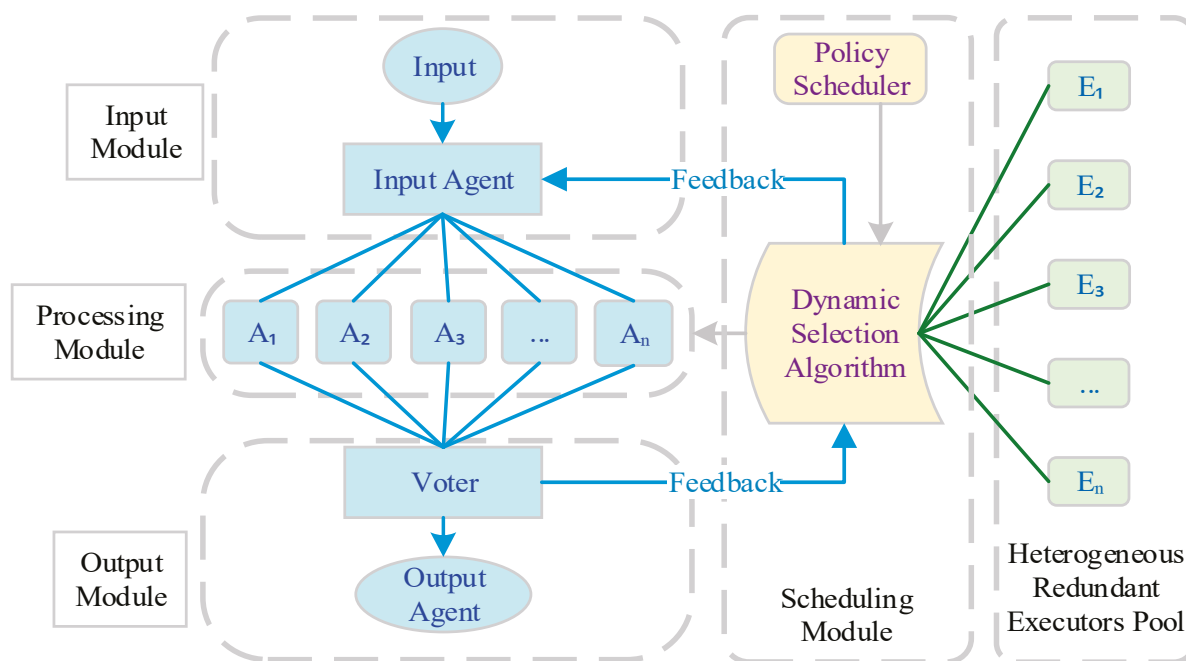 Input
Module
Input
Input Agent
Feedback
Policy
Scheduler
Processing
Module
A₁
A₂
A₃
...
Aₙ
Dynamic
Selection
Algorithm
E₁
E₂
E₃
...
Eₙ
Output
Module
Voter
Feedback
Output
Agent
Scheduling
Module
Heterogeneous
Redundant
Executors Pool